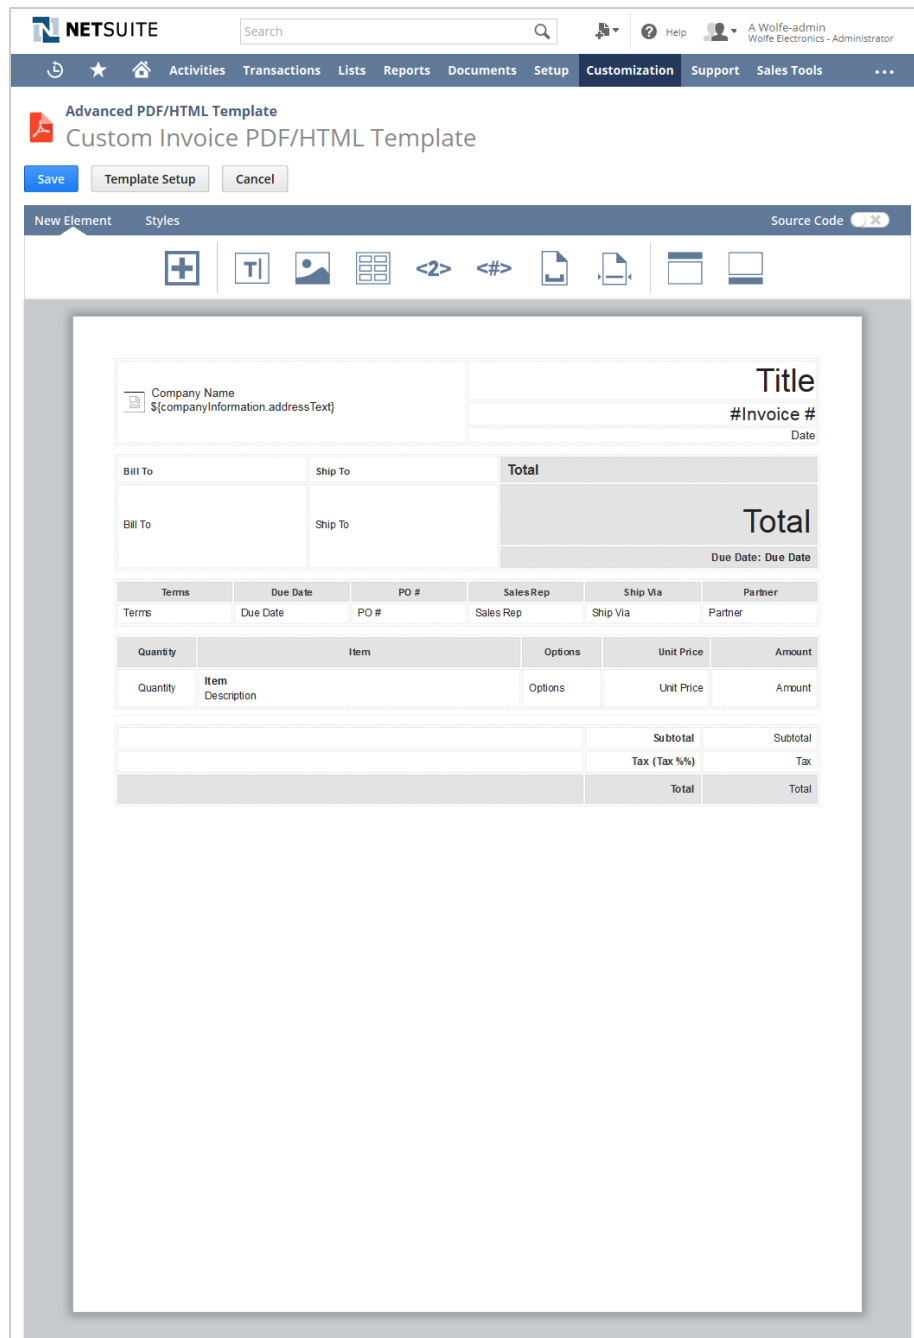 NETSUITE
Search
Help
A Wolfe-admin
Wolfe Electronics - Administrator
Activities Transactions Lists Reports Documents Setup Customization Support Sales Tools ...
Advanced PDF/HTML Template
Custom Invoice PDF/HTML Template
Save Template Setup Cancel
New Element Styles Source Code
T <2> <#>
Title
Company Name
${companyInformation.addressText}
#Invoice #
Date
Bill To Ship To Total
Bill To Ship To Total
Due Date: Due Date
Terms Due Date PO # Sales Rep Ship Via Partner
Terms Due Date PO # Sales Rep Ship Via Partner
Quantity Item Options Unit Price Amount
Item
Quantity Options Unit Price Amount
Description
Subtotal Subtotal
Tax (Tax %%) Tax
Total Total